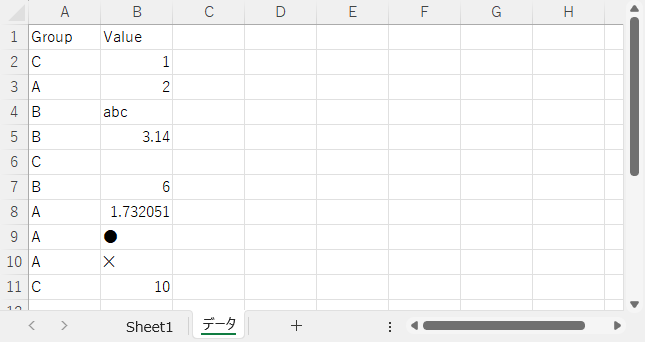 A B C D E F G H
1 Group Value
2 C 1
3 A 2
4 B abc
5 B 3.14
6 C
7 B 6
8 A 1.732051
9 A ●
10 A ×
11 C 10
Sheet1 データ +